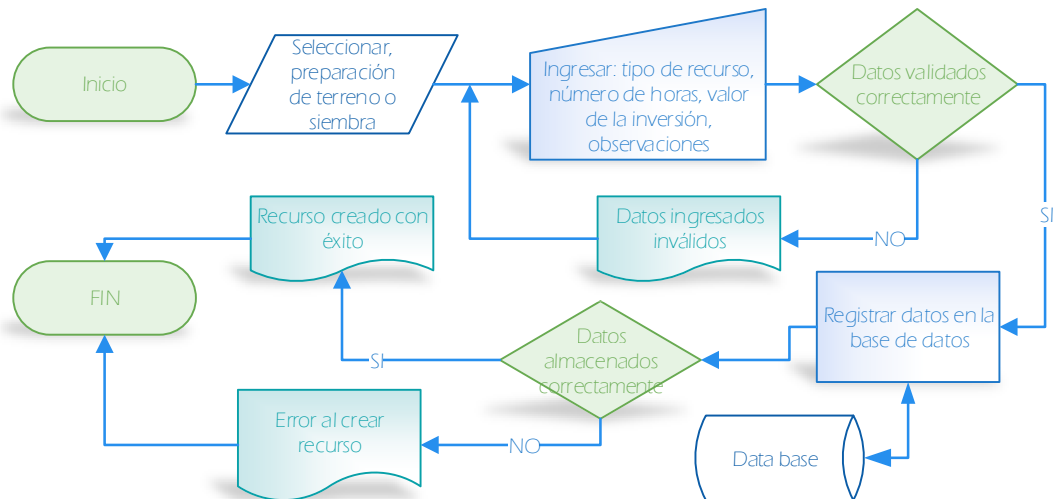 Inicio
Seleccionar,
preparación
de terreno o
siembra
Ingresar: tipo de recurso,
número de horas, valor
de la inversión,
observaciones
Datos validados
correctamente
SI
NO
Datos ingresados
inválidos
Recurso creado con
éxito
FIN
Registrar datos en la
base de datos
Datos
almacenados
correctamente
SI
NO
Error al crear
recurso
Data base